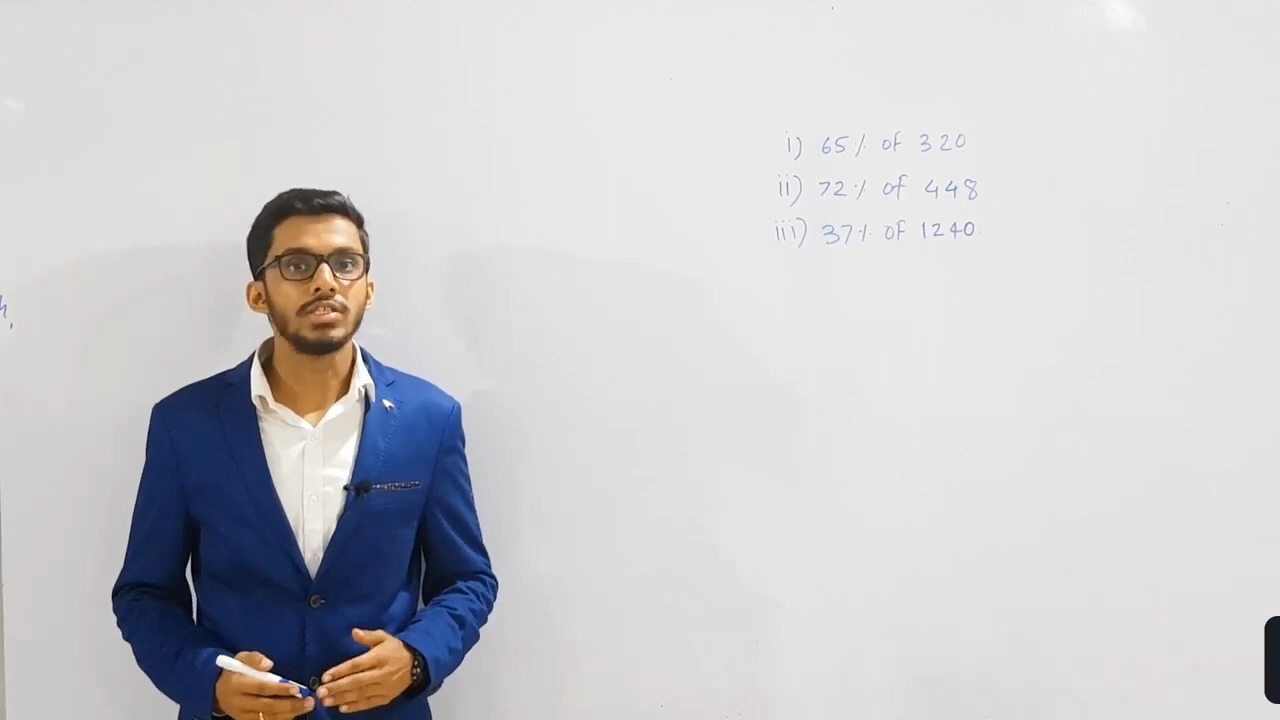 i) 65% of 320
ii) 72% of 448
iii) 37% of 1240.